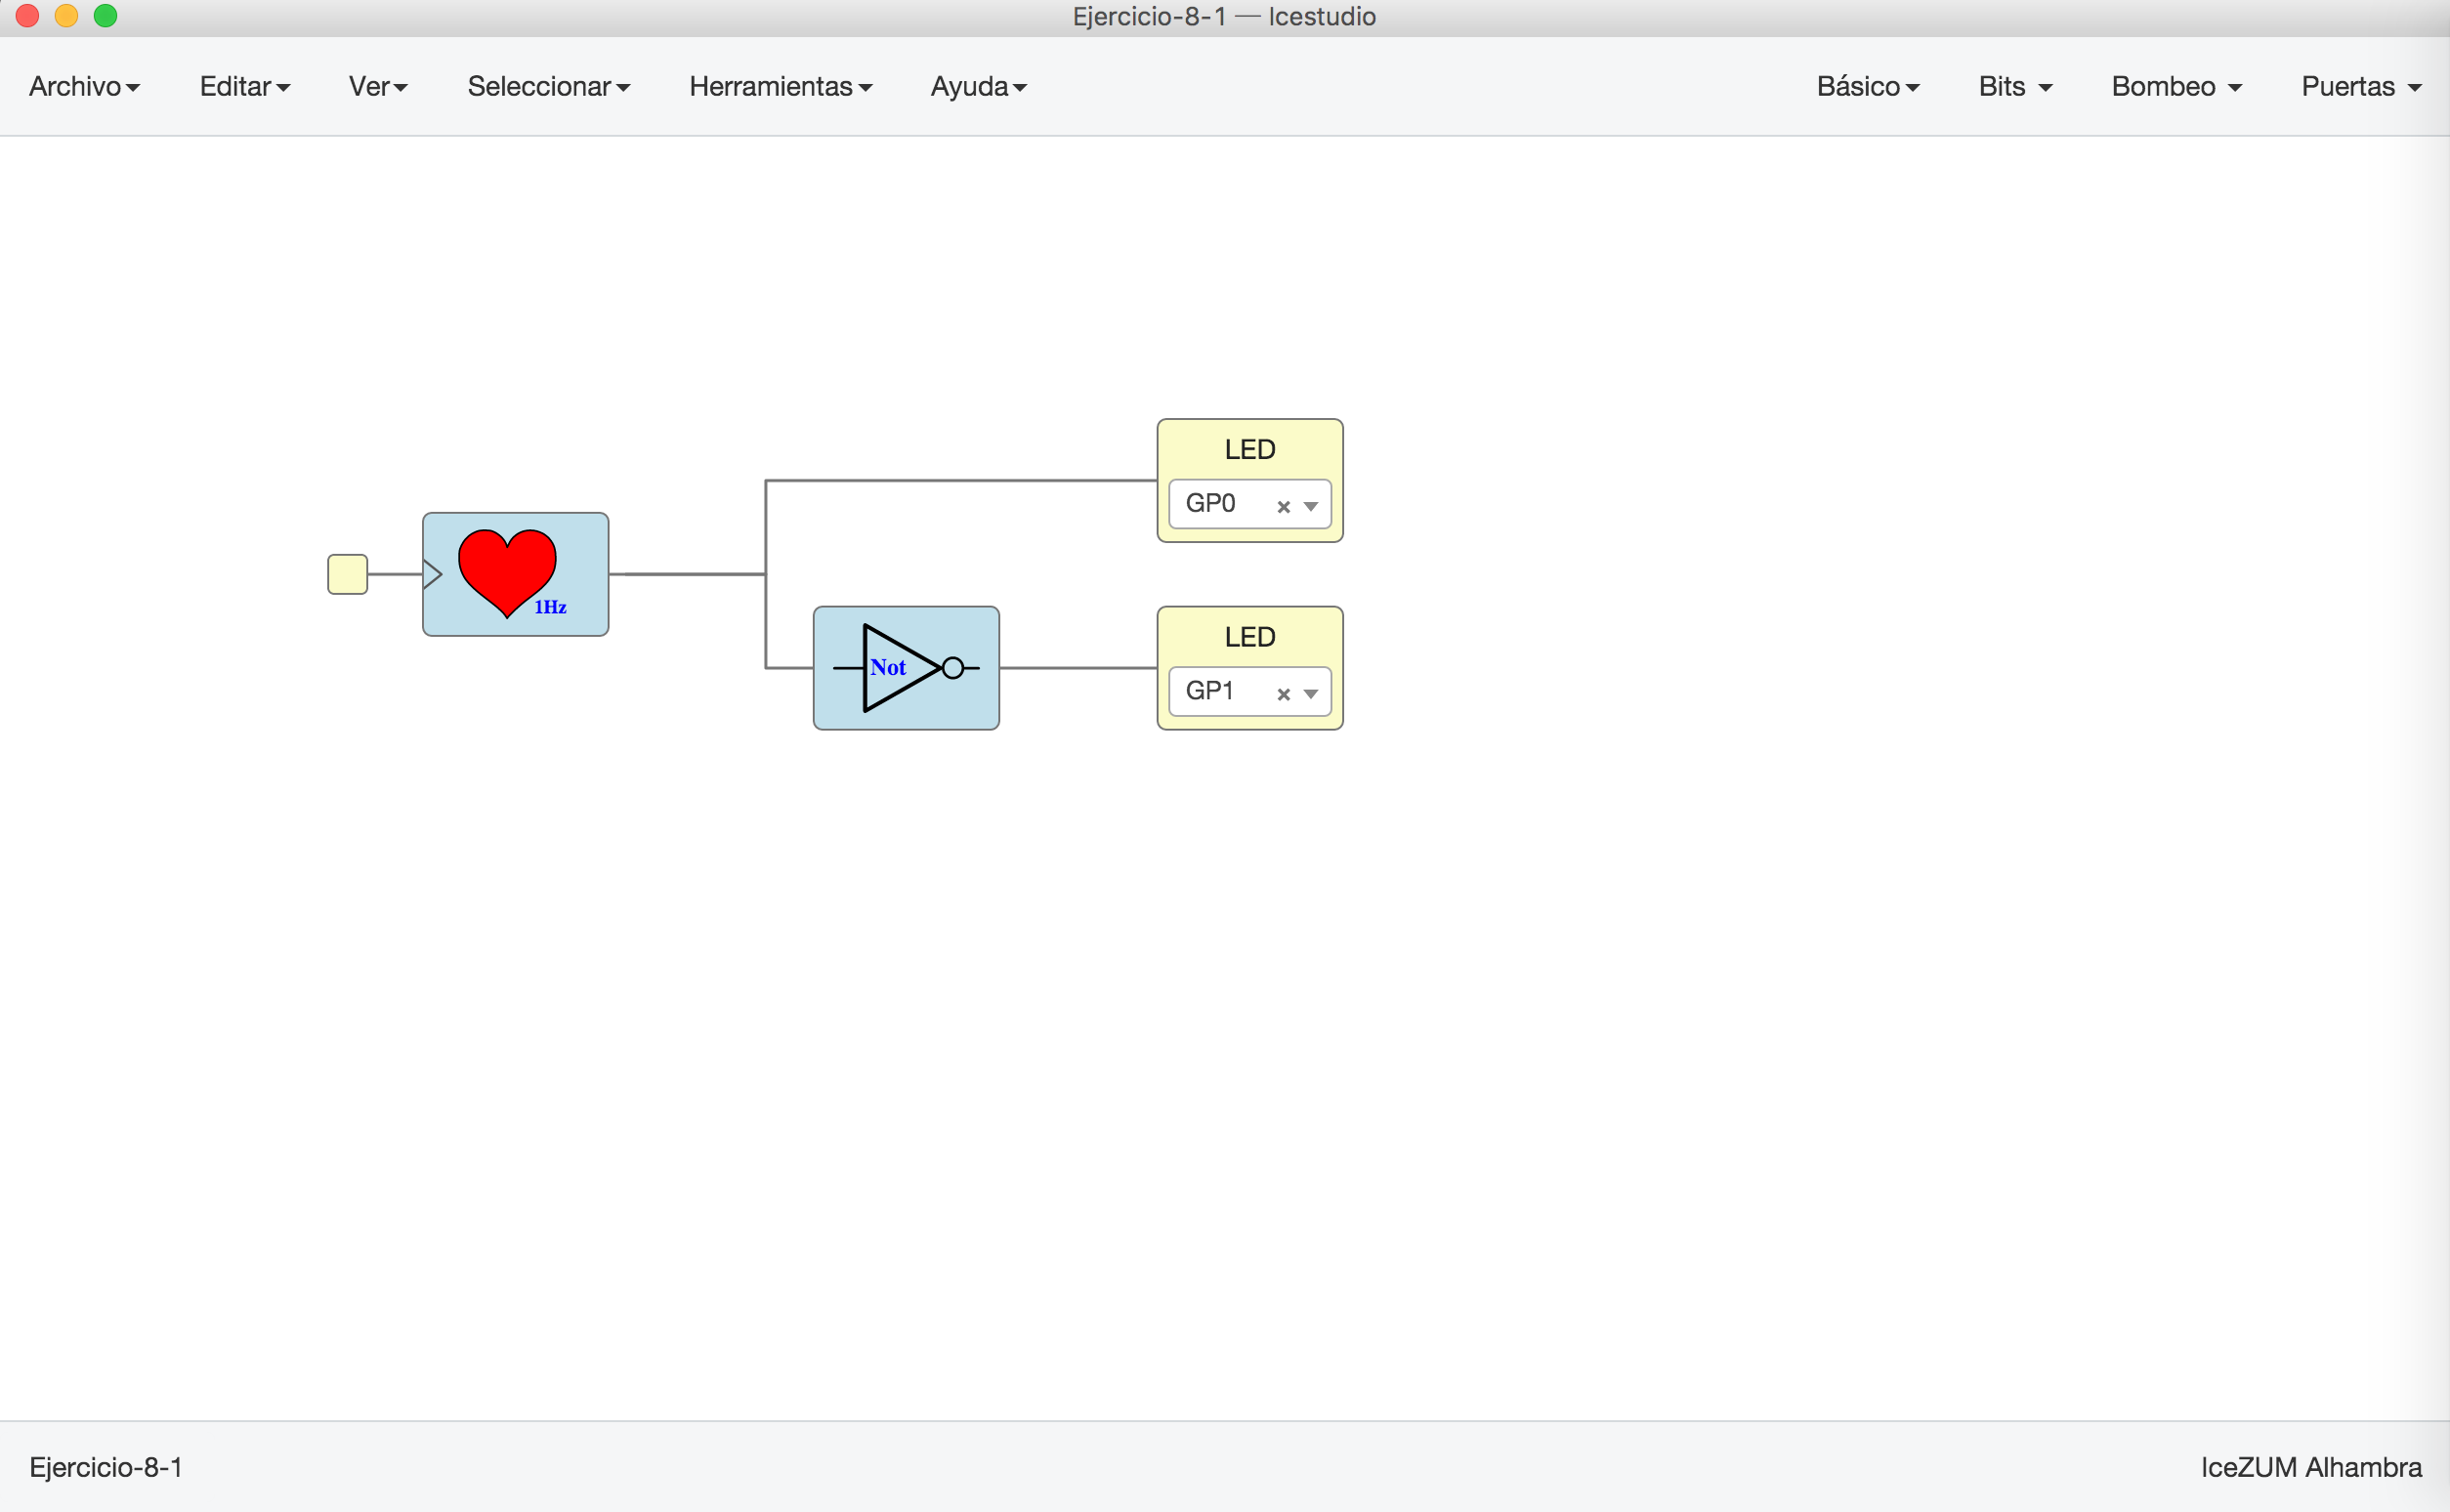 Ejercicio-8-1 — Icestudio
Archivo Editar Ver Seleccionar Herramientas Ayuda Básico Bits Bombeo Puertas
LED
GP0
1Hz
LED
Not
GP1
Ejercicio-8-1 IceZUM Alhambra